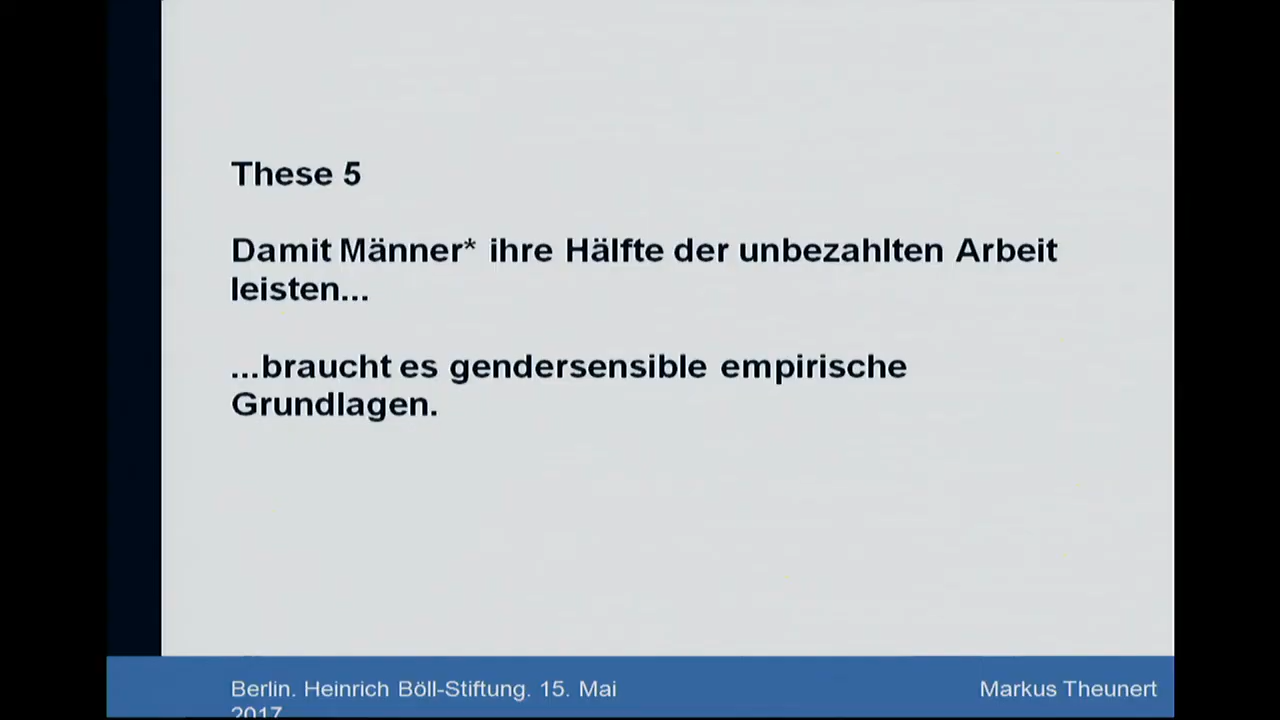 These 5
Damit Männer* ihre Hälfte der unbezahlten Arbeit
leisten...
...braucht es gendersensible empirische
Grundlagen.
Berlin. Heinrich Böll-Stiftung. 15. Mai
2017
Markus Theunert